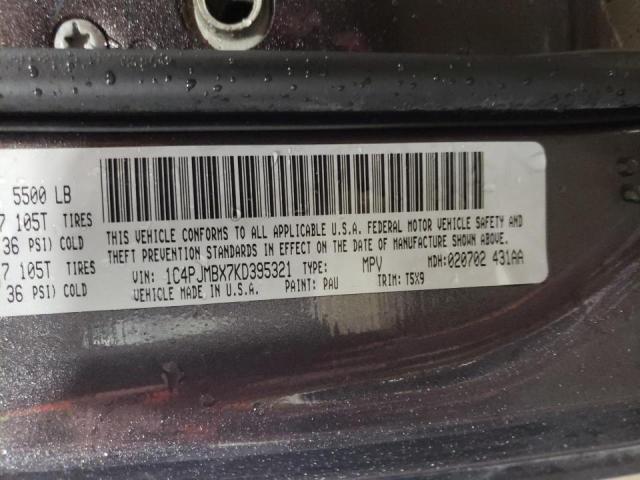 5500 LB
7 105T TIRES
36 PSI) COLD
7 105T TIRES
36 PSI) COLD
THIS VEHICLE CONFORMS TO ALL APPLICABLE U.S.A. FEDERAL MOTOR VEHICLE SAFETY AND
THEFT PREVENTION STANDARDS IN EFFECT ON THE DATE OF MANUFACTURE SHOWN ABOVE.
VIN: 1C4PJMBX7KD395321 TYPE: MPV MDH:020702 431AA
VEHICLE MADE IN U.S.A. PAINT: PAU TRIM: T5X9